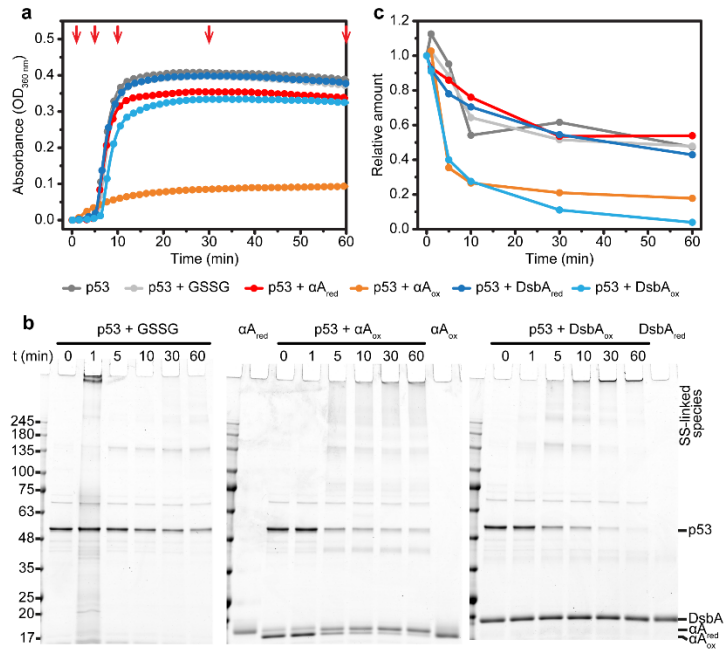 a
Absorbance (OD360 nm)
0.5
0.4
0.3
0.2
0.1
0.0
0 10 20 30 40 50 60
Time (min)
c
Relative amount
1.2
1.0
0.8
0.6
0.4
0.2
0.0
0 10 20 30 40 50 60
Time (min)
p53 p53 + GSSG p53 + αAred p53 + αAox p53 + DsbAred p53 + DsbAox
b
p53 + GSSG αAred p53 + αAox αAox p53 + DsbAox DsbAred
t (min) 0 1 5 10 30 60 0 1 5 10 30 60 0 1 5 10 30 60
245
180
135
100
75
63
48
35
25
20
17
SS-linked
species
p53
DsbA
αAred
αAox